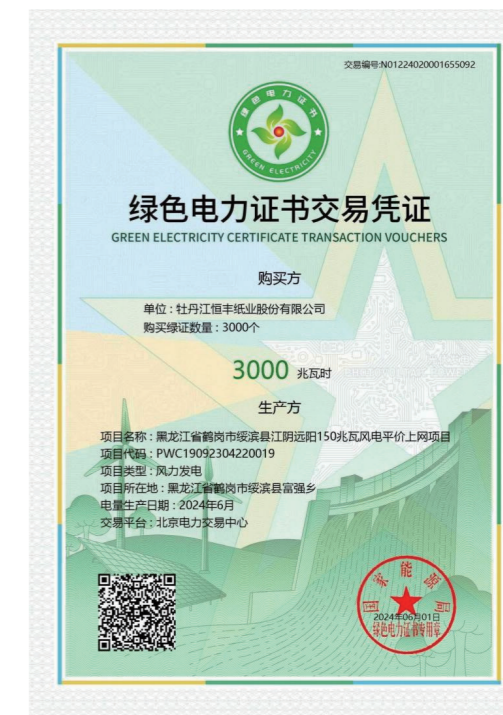 交易编号:N01224020001655092
绿色电力证书
GREEN ELECTRICITY
绿色电力证书交易凭证
GREEN ELECTRICITY CERTIFICATE TRANSACTION VOUCHERS
购买方
单位：牡丹江恒丰纸业股份有限公司
购买绿证数量：3000个
3000 兆瓦时
生产方
项目名称：黑龙江省鹤岗市绥滨县江阴远阳150兆瓦风电平价上网项目
项目代码：PWC19092304220019
项目类型：风力发电
项目所在地：黑龙江省鹤岗市绥滨县富强乡
电量生产日期：2024年6月
交易平台：北京电力交易中心
国家能源局
2024年06月01日
绿色电力证书专用章